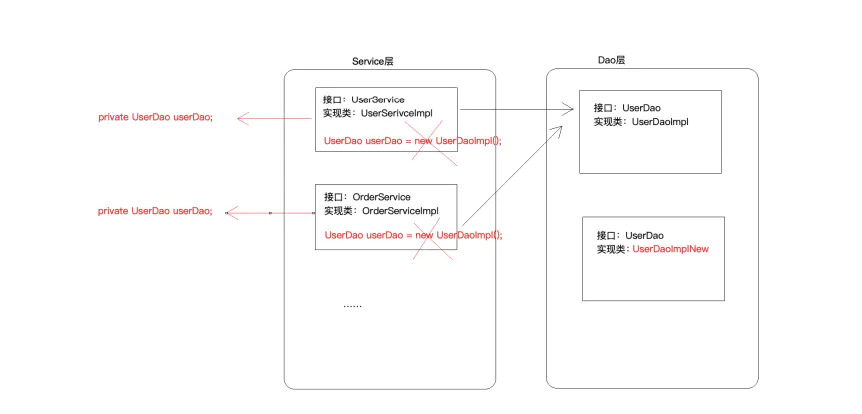 Service层
Dao层
接口：UserService
实现类：UserSerivceImpl
UserDao userDao = new UserDaoImpl();
private UserDao userDao;
接口：UserDao
实现类：UserDaoImpl
接口：OrderService
实现类：OrderServiceImpl
UserDao userDao = new UserDaoImpl();
private UserDao userDao;
接口：UserDao
实现类：UserDaoImplNew
......